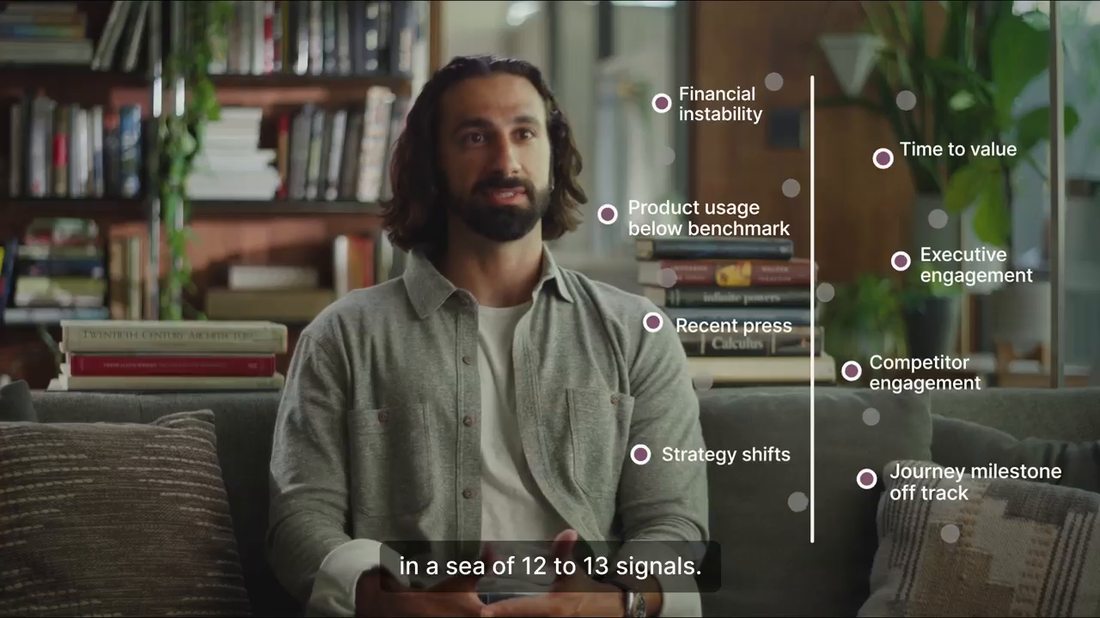 Financial
instability
Time to value
Product usage
below benchmark
Executive
engagement
infinite powers
Recent press
Calculus
TWENTIETH CENTURY
Competitor
engagement
Strategy shifts
Journey milestone
off track
in a sea of 12 to 13 signals.